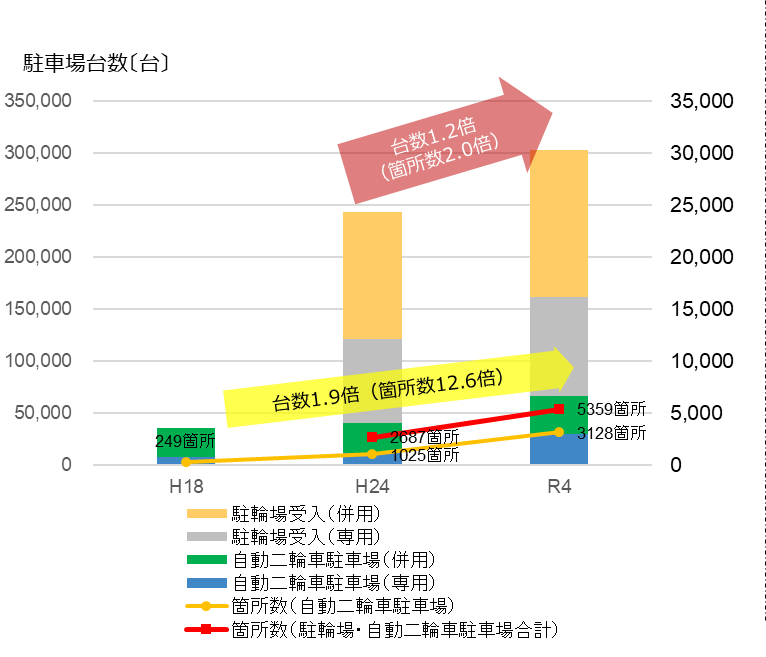 駐車場台数〔台〕
350,000
300,000
250,000
200,000
150,000
100,000
50,000
0
35,000
30,000
25,000
20,000
15,000
10,000
5,000
0
台数1.2倍
（箇所数2.0倍）
台数1.9倍（箇所数12.6倍）
249箇所
2687箇所
1025箇所
5359箇所
3128箇所
H18
H24
R4
駐輪場受入（併用）
駐輪場受入（専用）
自動二輪車駐車場（併用）
自動二輪車駐車場（専用）
箇所数（自動二輪車駐車場）
箇所数（駐輪場・自動二輪車駐車場合計）